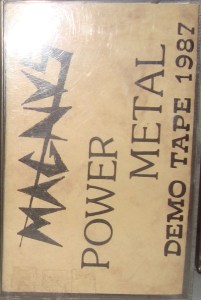 MAGNUS
POWER
METAL
DEMO TAPE 1987